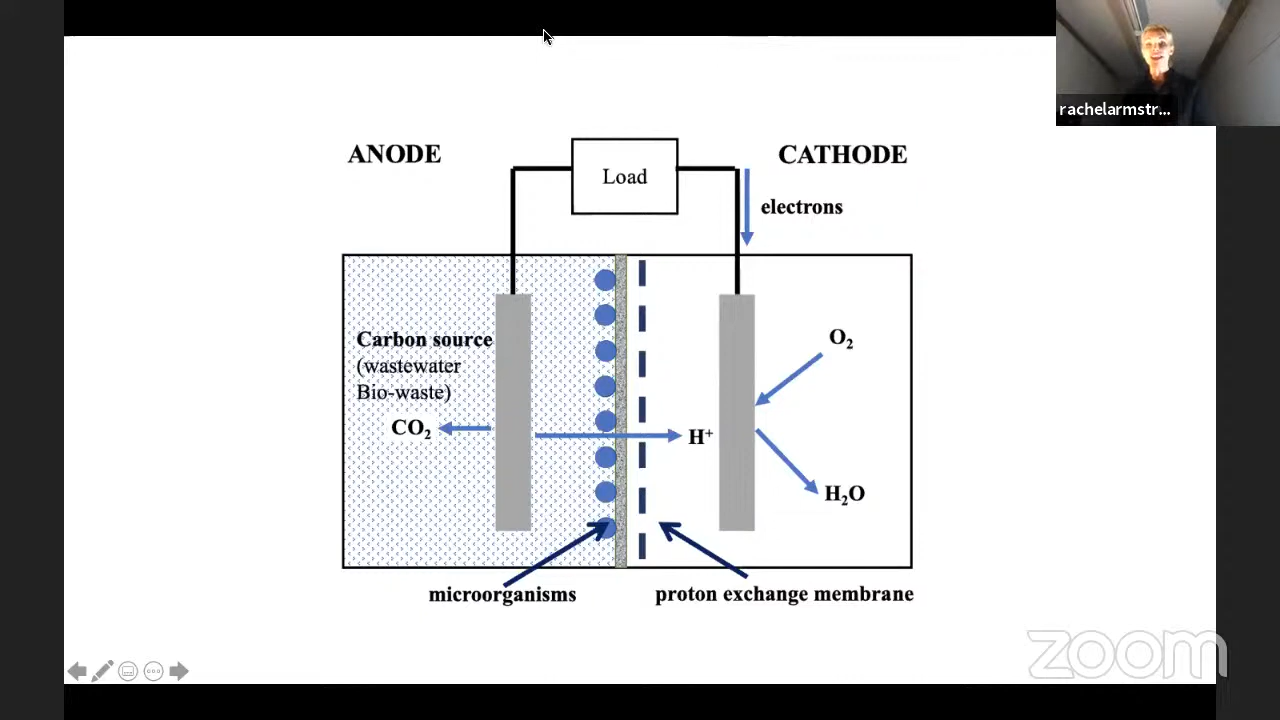 rachelarmstr...
ANODE
CATHODE
Load
electrons
Carbon source
(wastewater
Bio-waste)
CO₂
H⁺
O₂
H₂O
microorganisms
proton exchange membrane
zoom